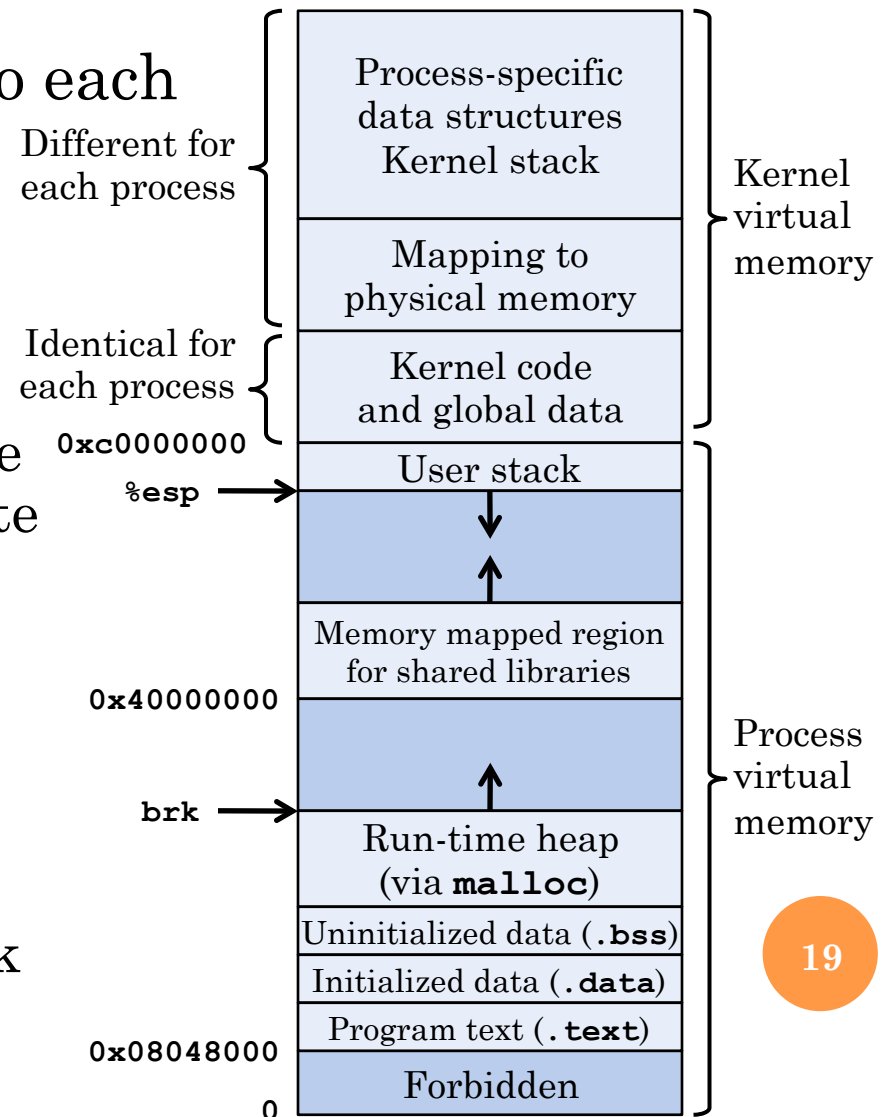 o each
Different for
each process
Identical for
each process
e
te
k
Process-specific
data structures
Kernel stack
Mapping to
physical memory
Kernel code
and global data
0xc0000000
User stack
%esp
Memory mapped region
for shared libraries
0x40000000
brk
Run-time heap
(via malloc)
Uninitialized data (.bss)
Initialized data (.data)
Program text (.text)
0x08048000
Forbidden
0
Kernel
virtual
memory
Process
virtual
memory
19